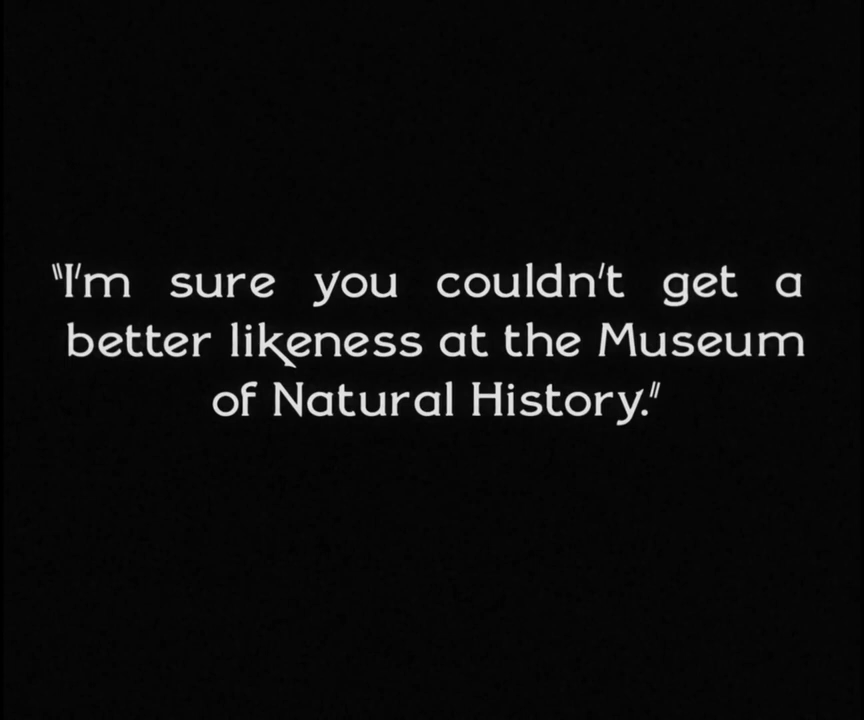 "I'm sure you couldn't get a
better likeness at the Museum
of Natural History."